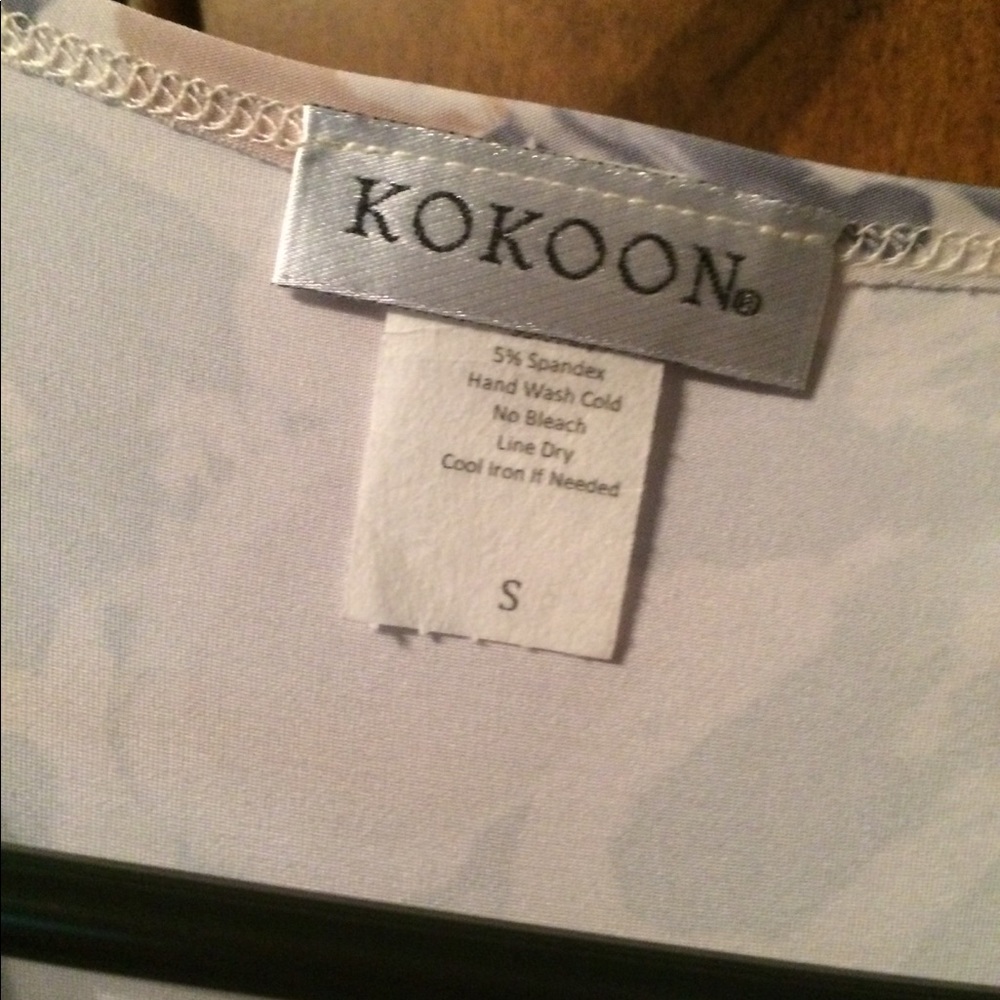 KOKOON®
5% Spandex
Hand Wash Cold
No Bleach
Line Dry
Cool Iron If Needed
S